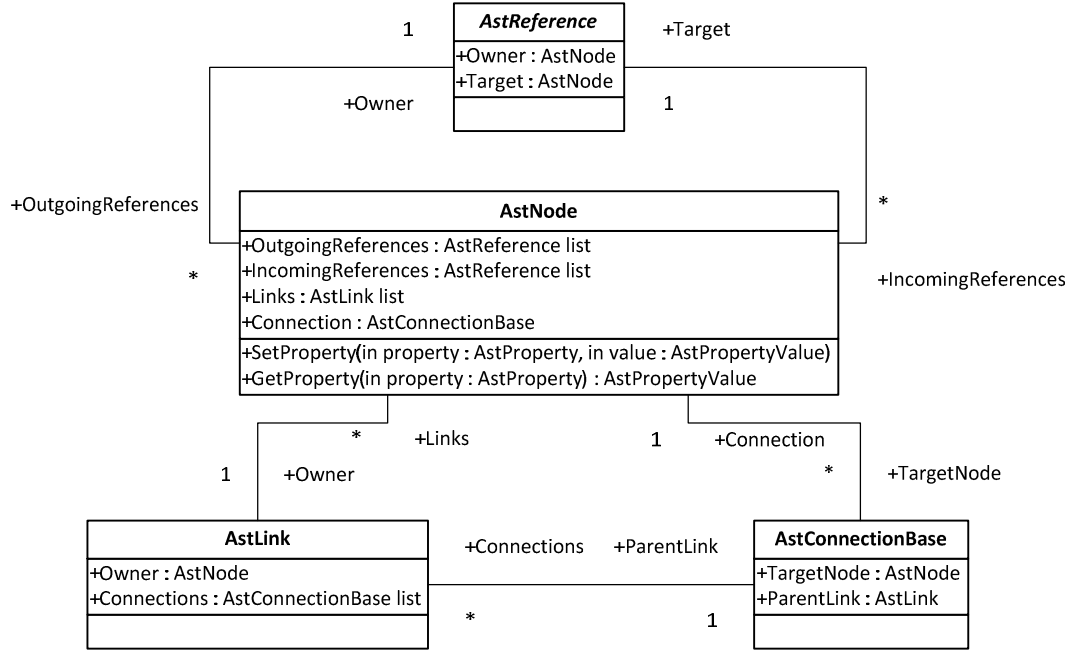 AstReference
1
+Target
+Owner : AstNode
+Target : AstNode
+Owner
1
+OutgoingReferences
*
AstNode
*
+OutgoingReferences : AstReference list
+IncomingReferences : AstReference list
+Links : AstLink list
+Connection : AstConnectionBase
+IncomingReferences
+SetProperty(in property : AstProperty, in value : AstPropertyValue)
+GetProperty(in property : AstProperty) : AstPropertyValue
*
+Links
1
+Connection
1
+Owner
*
+TargetNode
AstLink
+Owner : AstNode
+Connections : AstConnectionBase list
+Connections
+ParentLink
*
1
AstConnectionBase
+TargetNode : AstNode
+ParentLink : AstLink